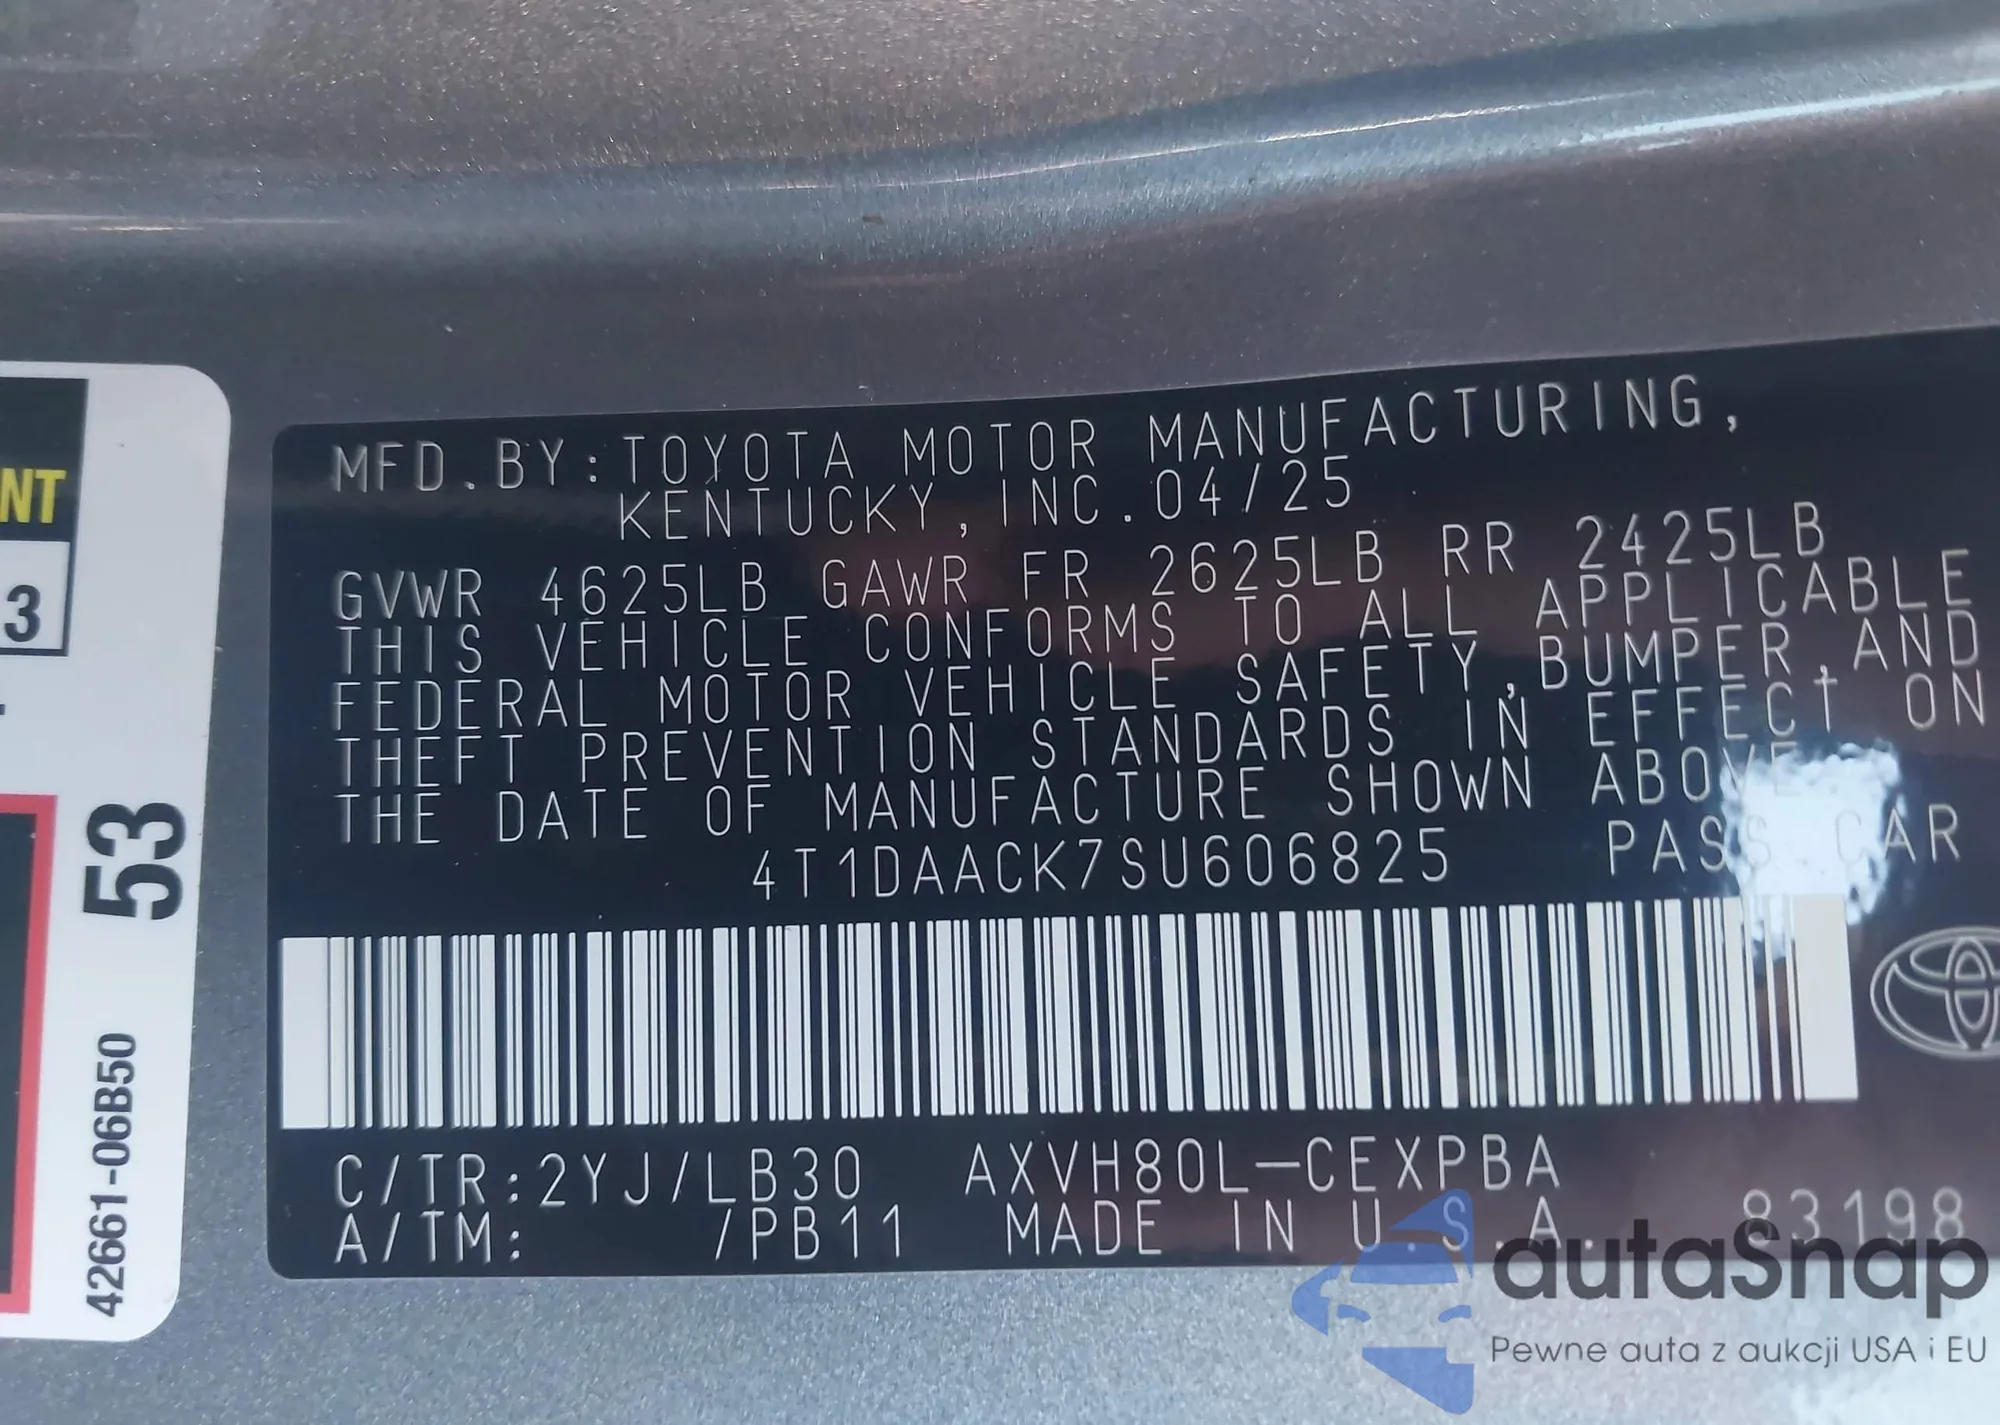 MFD.BY:TOYOTA MOTOR MANUFACTURING,
KENTUCKY, INC. 04/25
GVWR 4625LB GAWR FR 2625LB RR 2425LB
THIS VEHICLE CONFORMS TO ALL APPLICABLE
FEDERAL MOTOR VEHICLE SAFETY, BUMPER, AND
THEFT PREVENTION STANDARDS IN EFFECT ON
THE DATE OF MANUFACTURE SHOWN ABOVE.
4T1DAACK7SU606825 PASS.CAR
C/TR:2YJ/LB30 AXVH80L-CEXPBA
A/TM: /PB11 MADE IN U.S.A. 83198
NT
3
53
42661-06B50
autaSnap
Pewne auta z aukcji USA i EU